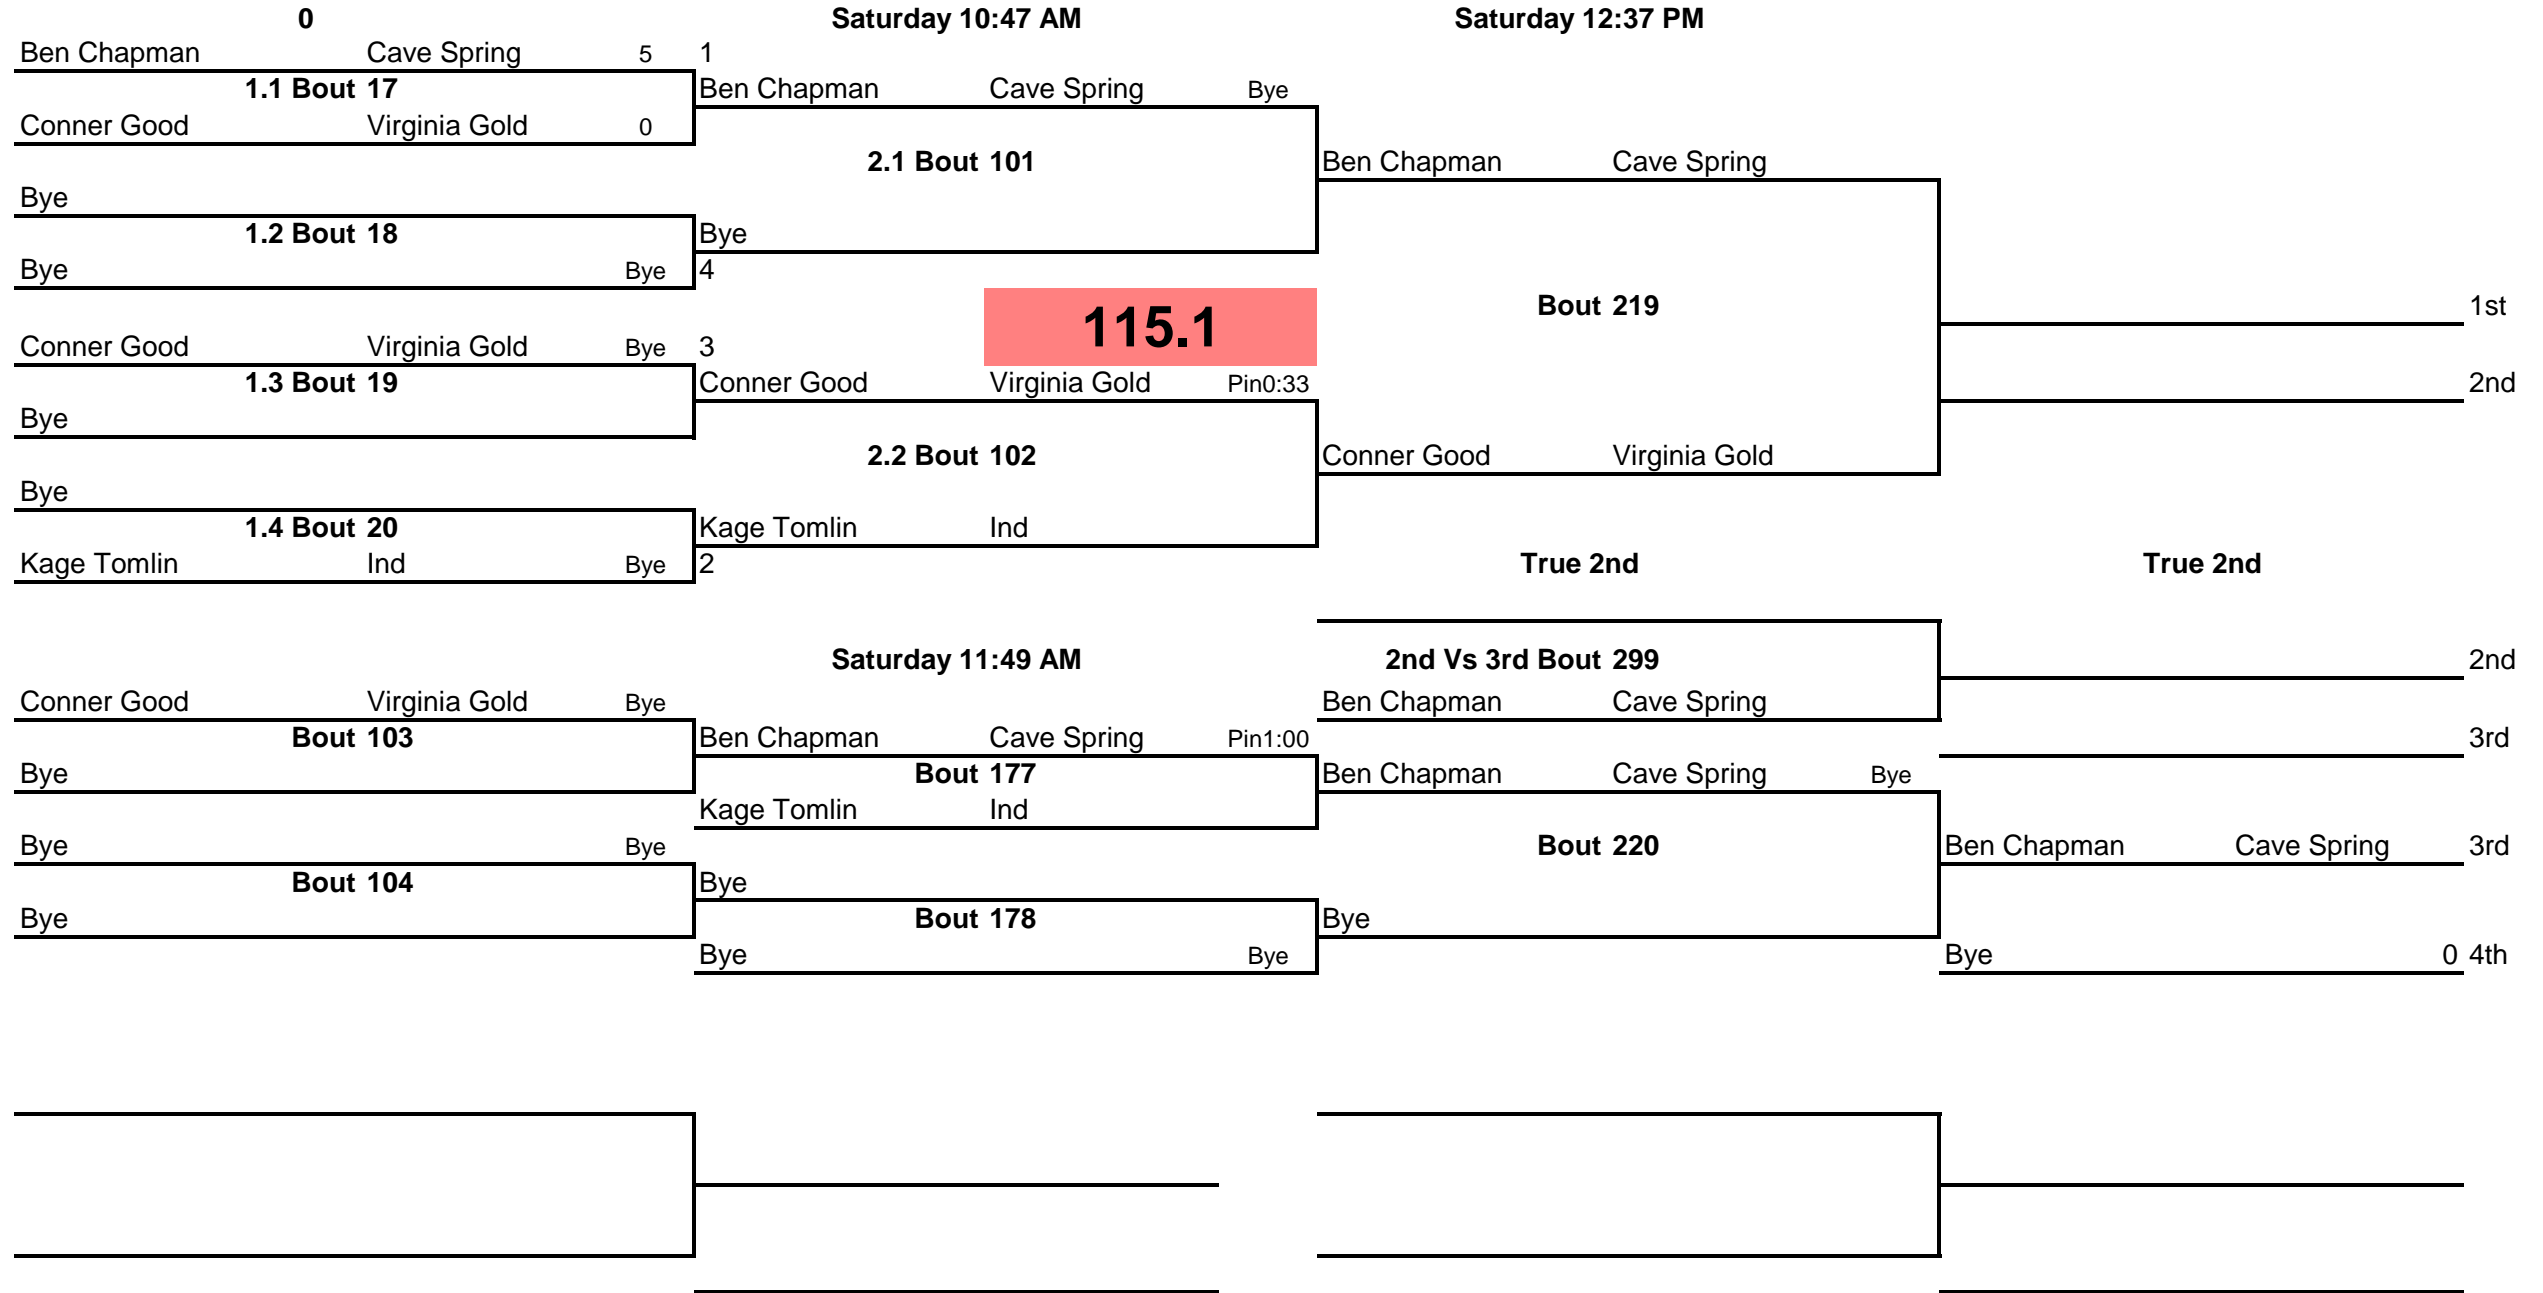 0 Saturday 10:47 AM Saturday 12:37 PM
Ben Chapman Cave Spring 5 1
1.1 Bout 17 Ben Chapman Cave Spring Bye
Conner Good Virginia Gold 0
2.1 Bout 101 Ben Chapman Cave Spring
Bye
1.2 Bout 18 Bye
Bye Bye 4
Bout 219 1st
115.1
Conner Good Virginia Gold Bye 3
1.3 Bout 19 Conner Good Virginia Gold Pin0:33 2nd
Bye
2.2 Bout 102 Conner Good Virginia Gold
Bye
1.4 Bout 20 Kage Tomlin Ind
Kage Tomlin Ind Bye 2 True 2nd True 2nd
Saturday 11:49 AM 2nd Vs 3rd Bout 299 2nd
Conner Good Virginia Gold Bye Ben Chapman Cave Spring
Bout 103 Ben Chapman Cave Spring Pin1:00 3rd
Bye Bout 177 Ben Chapman Cave Spring Bye
Kage Tomlin Ind
Bye Bye Bout 220 Ben Chapman Cave Spring 3rd
Bout 104 Bye
Bye Bout 178 Bye
Bye Bye Bye 0 4th